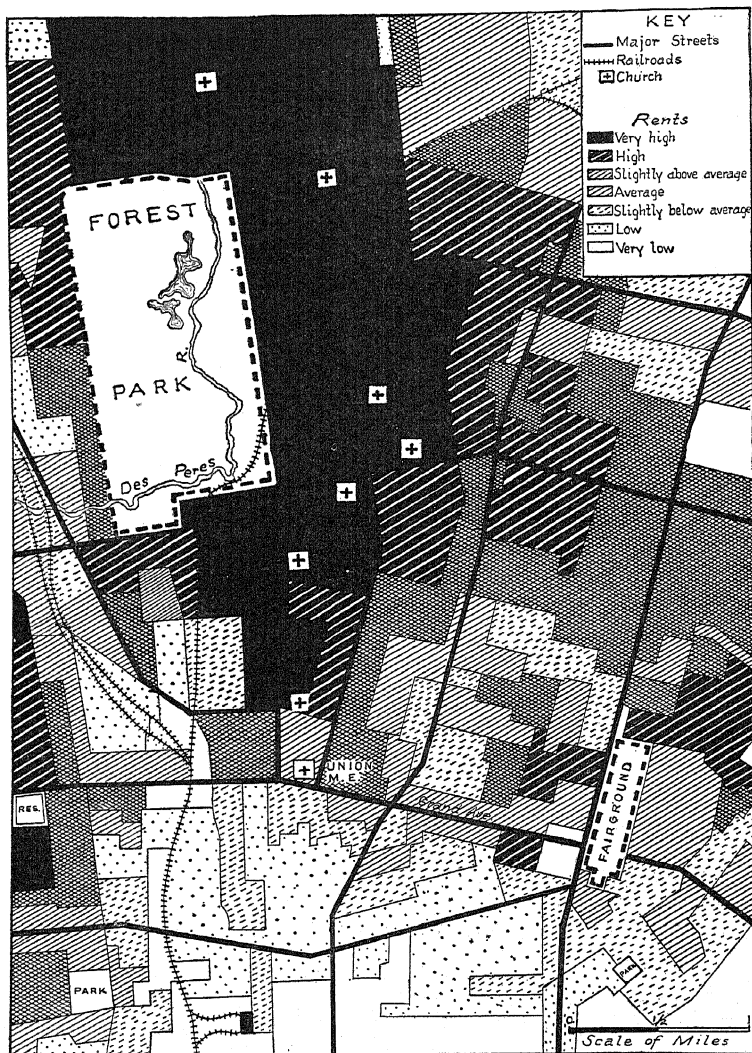 KEY
Major Streets
Railroads
Church
Rents
Very high
High
Slightly above average
Average
Slightly below average
Low
Very low
FOREST
PARK
R.
Des Peres
UNION
M.E.
RES.
FAIRGROUND
PARK
PARK
0 1/2
Scale of Miles